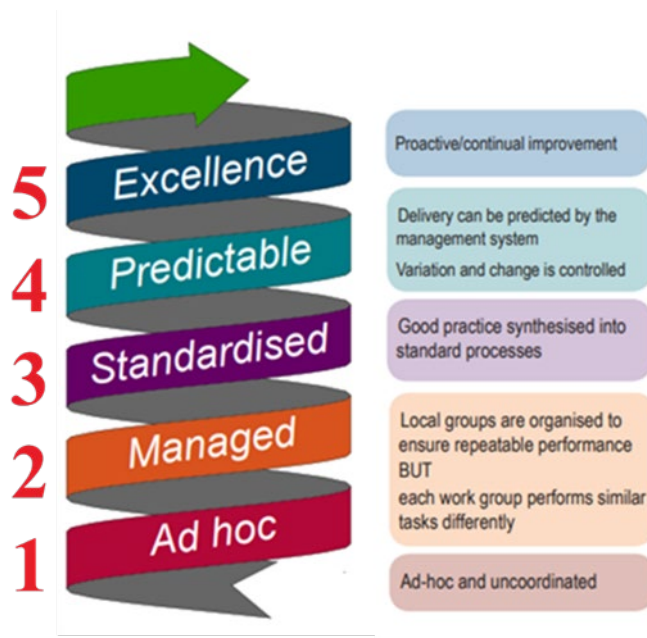 5
Excellence
Proactive/continual improvement
4
Predictable
Delivery can be predicted by the
management system
Variation and change is controlled
3
Standardised
Good practice synthesised into
standard processes
2
Managed
Local groups are organised to
ensure repeatable performance
BUT
each work group performs similar
tasks differently
1
Ad hoc
Ad-hoc and uncoordinated